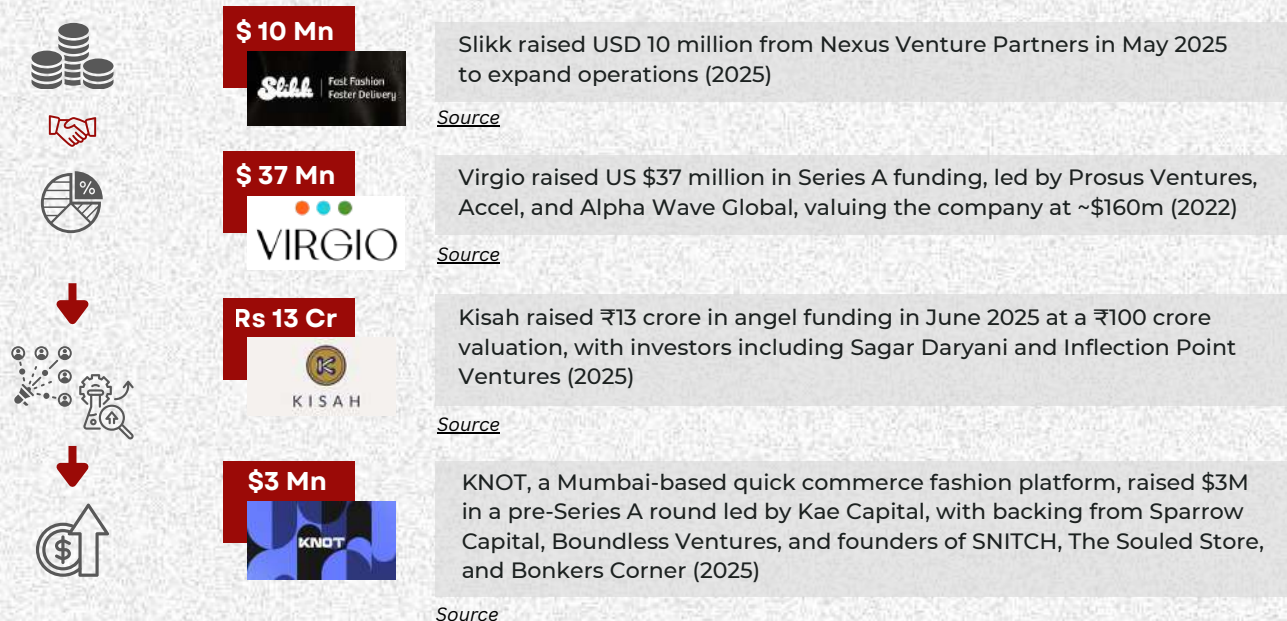 $ 10 Mn
Slikk
Fast Fashion
Faster Delivery
Slikk raised USD 10 million from Nexus Venture Partners in May 2025
to expand operations (2025)
Source
$ 37 Mn
VIRGIO
Virgio raised US $37 million in Series A funding, led by Prosus Ventures,
Accel, and Alpha Wave Global, valuing the company at ~$160m (2022)
Source
Rs 13 Cr
KISAH
Kisah raised ₹13 crore in angel funding in June 2025 at a ₹100 crore
valuation, with investors including Sagar Daryani and Inflection Point
Ventures (2025)
Source
$3 Mn
KNOT
KNOT, a Mumbai-based quick commerce fashion platform, raised $3M
in a pre-Series A round led by Kae Capital, with backing from Sparrow
Capital, Boundless Ventures, and founders of SNITCH, The Souled Store,
and Bonkers Corner (2025)
Source
%
$